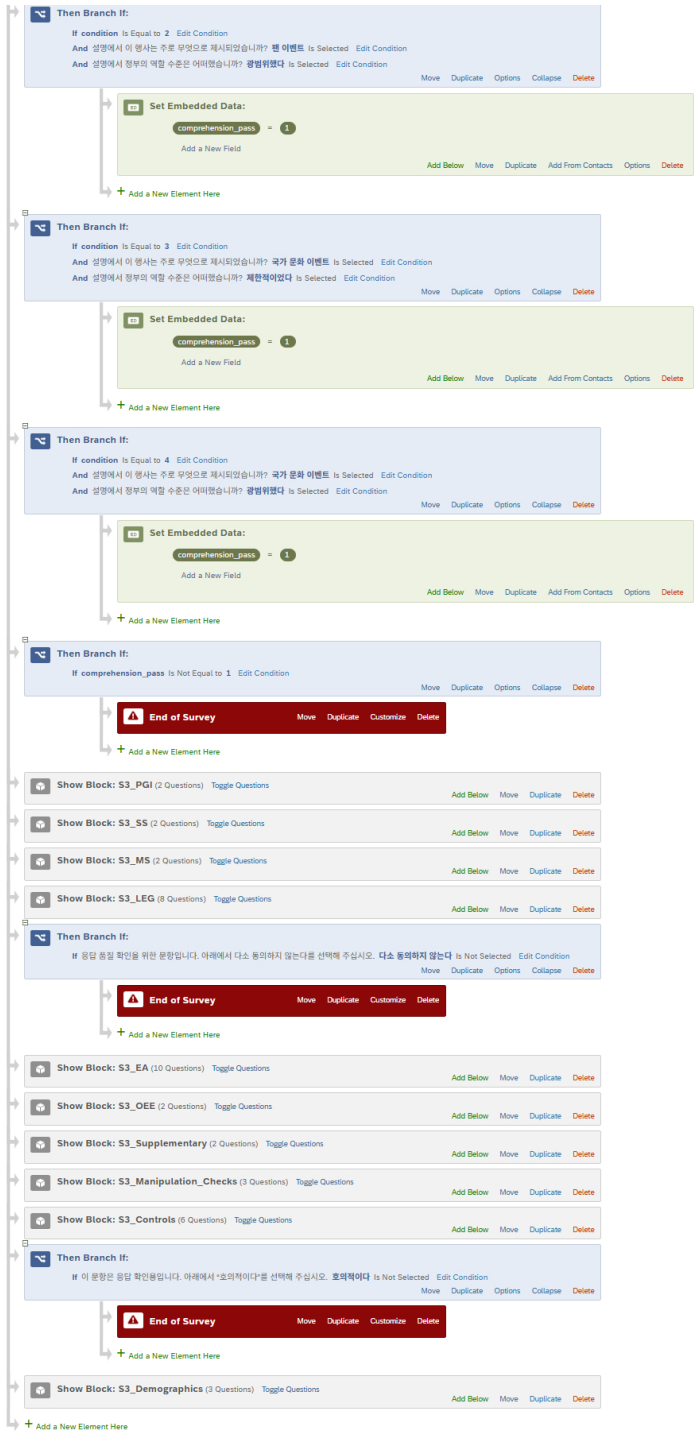 Then Branch If:
If condition Is Equal to 2 Edit Condition
And 설명에서 이 행사는 주로 무엇으로 제시되었습니까? 팬 이벤트 Is Selected Edit Condition
And 설명에서 정부의 역할 수준은 어떠했습니까? 광범위했다 Is Selected Edit Condition
Move Duplicate Options Collapse Delete
ED Set Embedded Data:
comprehension_pass = 1
Add a New Field
Add Below Move Duplicate Add From Contacts Options Delete
+ Add a New Element Here
Then Branch If:
If condition Is Equal to 3 Edit Condition
And 설명에서 이 행사는 주로 무엇으로 제시되었습니까? 국가 문화 이벤트 Is Selected Edit Condition
And 설명에서 정부의 역할 수준은 어떠했습니까? 제한적이었다 Is Selected Edit Condition
Move Duplicate Options Collapse Delete
ED Set Embedded Data:
comprehension_pass = 1
Add a New Field
Add Below Move Duplicate Add From Contacts Options Delete
+ Add a New Element Here
Then Branch If:
If condition Is Equal to 4 Edit Condition
And 설명에서 이 행사는 주로 무엇으로 제시되었습니까? 국가 문화 이벤트 Is Selected Edit Condition
And 설명에서 정부의 역할 수준은 어떠했습니까? 광범위했다 Is Selected Edit Condition
Move Duplicate Options Collapse Delete
ED Set Embedded Data:
comprehension_pass = 1
Add a New Field
Add Below Move Duplicate Add From Contacts Options Delete
+ Add a New Element Here
Then Branch If:
If comprehension_pass Is Not Equal to 1 Edit Condition
Move Duplicate Options Collapse Delete
End of Survey Move Duplicate Customize Delete
+ Add a New Element Here
Show Block: S3_PGI (2 Questions) Toggle Questions
Add Below Move Duplicate Delete
Show Block: S3_SS (2 Questions) Toggle Questions
Add Below Move Duplicate Delete
Show Block: S3_MS (2 Questions) Toggle Questions
Add Below Move Duplicate Delete
Show Block: S3_LEG (8 Questions) Toggle Questions
Add Below Move Duplicate Delete
Then Branch If:
If 응답 품질 확인을 위한 문항입니다. 아래에서 다소 동의하지 않는다를 선택해 주십시오. 다소 동의하지 않는다 Is Not Selected Edit Condition
Move Duplicate Options Collapse Delete
End of Survey Move Duplicate Customize Delete
+ Add a New Element Here
Show Block: S3_EA (10 Questions) Toggle Questions
Add Below Move Duplicate Delete
Show Block: S3_OEE (2 Questions) Toggle Questions
Add Below Move Duplicate Delete
Show Block: S3_Supplementary (2 Questions) Toggle Questions
Add Below Move Duplicate Delete
Show Block: S3_Manipulation_Checks (3 Questions) Toggle Questions
Add Below Move Duplicate Delete
Show Block: S3_Controls (6 Questions) Toggle Questions
Add Below Move Duplicate Delete
Then Branch If:
If 이 문항은 응답 확인용입니다. 아래에서 "호의적이다"를 선택해 주십시오. 호의적이다 Is Not Selected Edit Condition
Move Duplicate Options Collapse Delete
End of Survey Move Duplicate Customize Delete
+ Add a New Element Here
Show Block: S3_Demographics (3 Questions) Toggle Questions
Add Below Move Duplicate Delete
+ Add a New Element Here